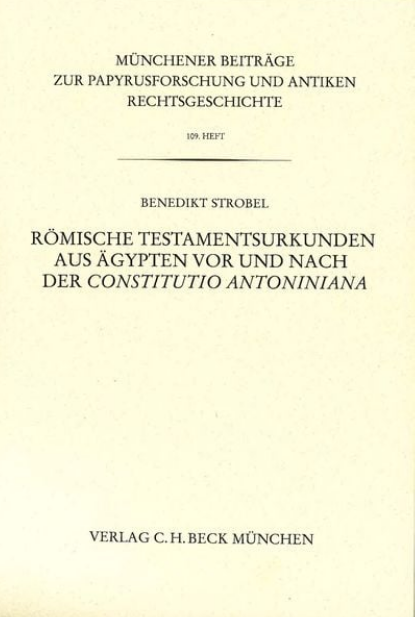 MÜNCHENER BEITRÄGE
ZUR PAPYRUSFORSCHUNG UND ANTIKEN
RECHTSGESCHICHTE
109. HEFT
BENEDIKT STROBEL
RÖMISCHE TESTAMENTSURKUNDEN
AUS ÄGYPTEN VOR UND NACH
DER CONSTITUTIO ANTONINIANA
VERLAG C. H. BECK MÜNCHEN